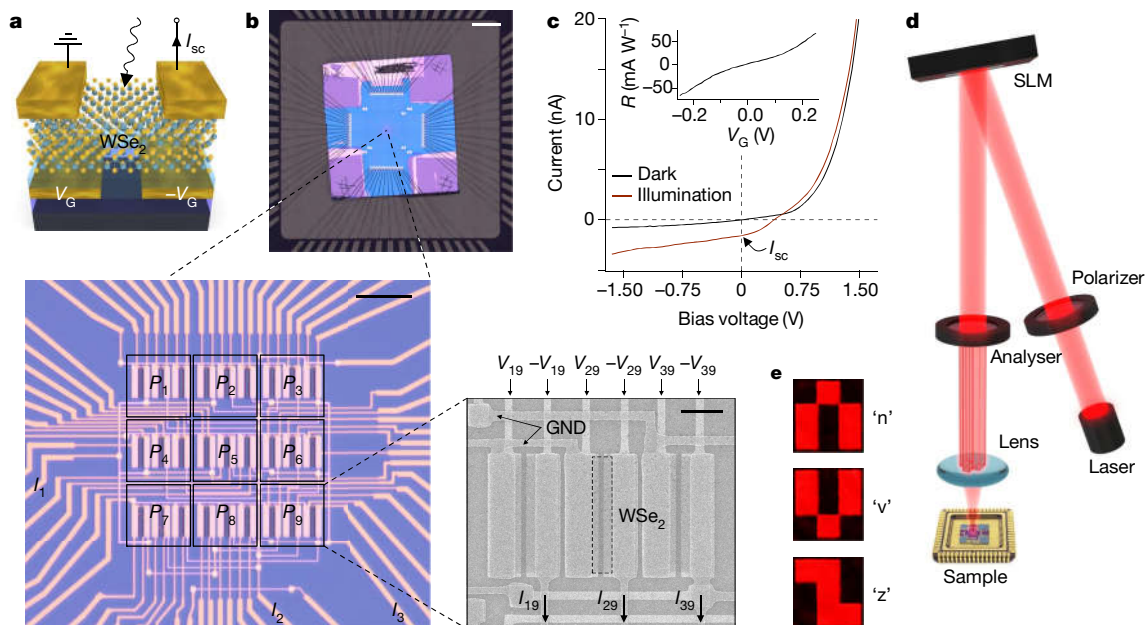 a
I_sc
WSe₂
V_G
−V_G
b
P₁
P₂
P₃
P₄
P₅
P₆
P₇
P₈
P₉
I₁
I₂
I₃
c
Current (nA)
20
10
0
R (mA W⁻¹)
50
0
−50
−0.2
0.0
0.2
V_G (V)
Dark
Illumination
I_sc
−1.50
−0.75
0
0.75
1.50
Bias voltage (V)
V₁₉ −V₁₉ V₂₉ −V₂₉ V₃₉ −V₃₉
GND
WSe₂
I₁₉
I₂₉
I₃₉
d
SLM
Polarizer
Analyser
Lens
Laser
Sample
e
'n'
'v'
'z'